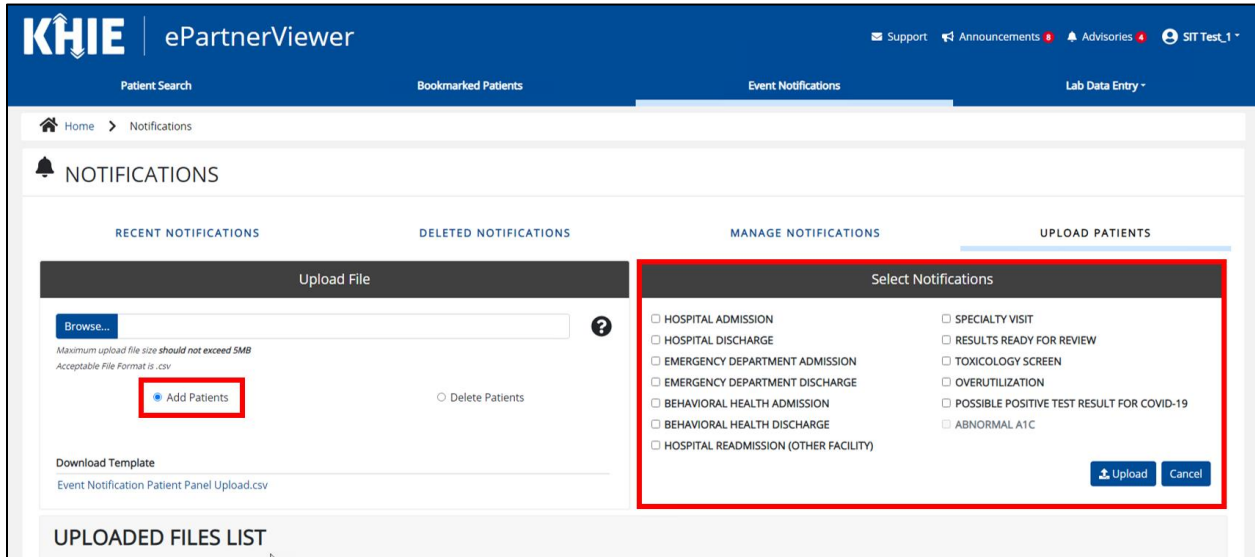 KHIE ePartnerViewer
Support Announcements 8 Advisories 4 SIT Test_1
Patient Search Bookmarked Patients Event Notifications Lab Data Entry
Home > Notifications
NOTIFICATIONS
RECENT NOTIFICATIONS DELETED NOTIFICATIONS MANAGE NOTIFICATIONS UPLOAD PATIENTS
Upload File
Browse...
?
Maximum upload file size should not exceed 5MB
Acceptable File Format is .csv
Add Patients Delete Patients
Download Template
Event Notification Patient Panel Upload.csv
Select Notifications
HOSPITAL ADMISSION
HOSPITAL DISCHARGE
EMERGENCY DEPARTMENT ADMISSION
EMERGENCY DEPARTMENT DISCHARGE
BEHAVIORAL HEALTH ADMISSION
BEHAVIORAL HEALTH DISCHARGE
HOSPITAL READMISSION (OTHER FACILITY)
SPECIALTY VISIT
RESULTS READY FOR REVIEW
TOXICOLOGY SCREEN
OVERUTILIZATION
POSSIBLE POSITIVE TEST RESULT FOR COVID-19
ABNORMAL A1C
Upload Cancel
UPLOADED FILES LIST